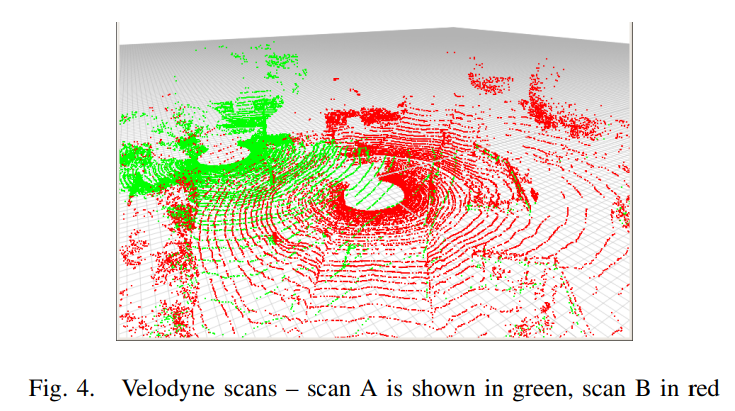 Fig. 4. Velodyne scans – scan A is shown in green, scan B in red